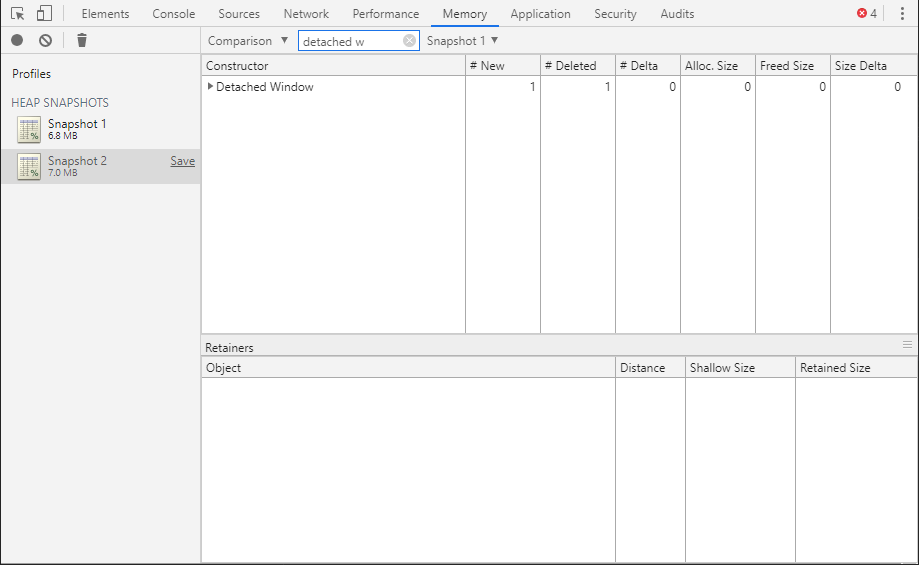 Elements Console Sources Network Performance Memory Application Security Audits 4
Comparison ▼ detached w Snapshot 1 ▼
Profiles
HEAP SNAPSHOTS
Snapshot 1
6.8 MB
Snapshot 2 Save
7.0 MB
Constructor # New # Deleted # Delta Alloc. Size Freed Size Size Delta
Detached Window 1 1 0 0 0 0
Retainers
Object Distance Shallow Size Retained Size